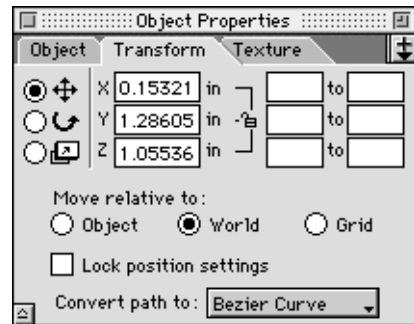 Object Properties
Object Transform Texture
X 0.15321 in to
Y 1.28605 in to
Z 1.05536 in to
Move relative to:
Object World Grid
Lock position settings
Convert path to: Bezier Curve